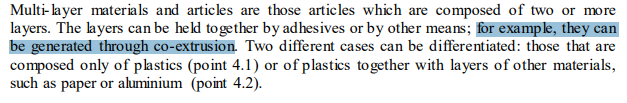 Multi-layer materials and articles are those articles which are composed of two or more
layers. The layers can be held together by adhesives or by other means; for example, they can
be generated through co-extrusion. Two different cases can be differentiated: those that are
composed only of plastics (point 4.1) or of plastics together with layers of other materials,
such as paper or aluminium (point 4.2).